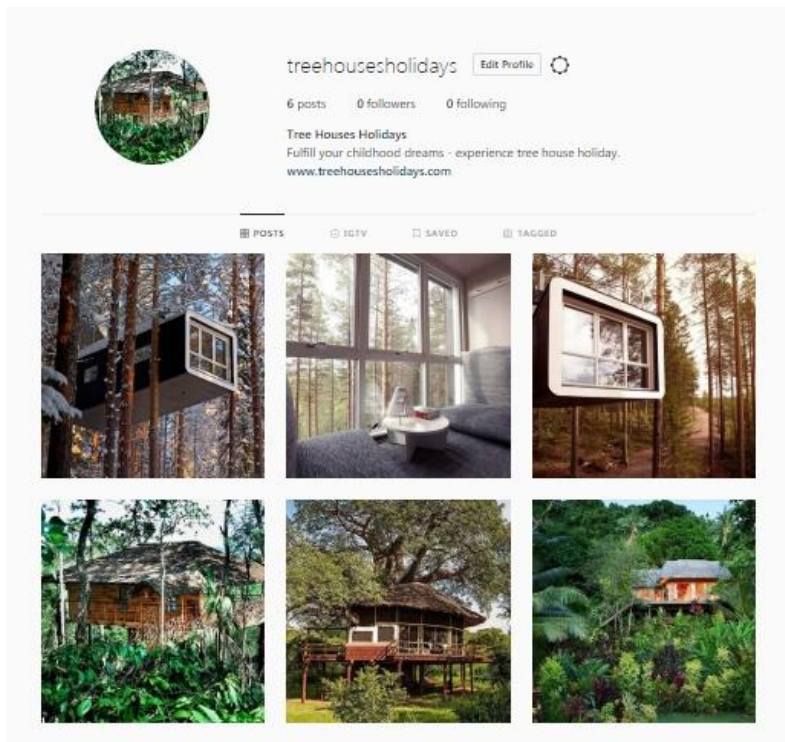 treehousesholidays Edit Profile
6 posts 0 followers 0 following
Tree Houses Holidays
Fulfill your childhood dreams - experience tree house holiday.
www.treehousesholidays.com
POSTS IGTV SAVED TAGGED